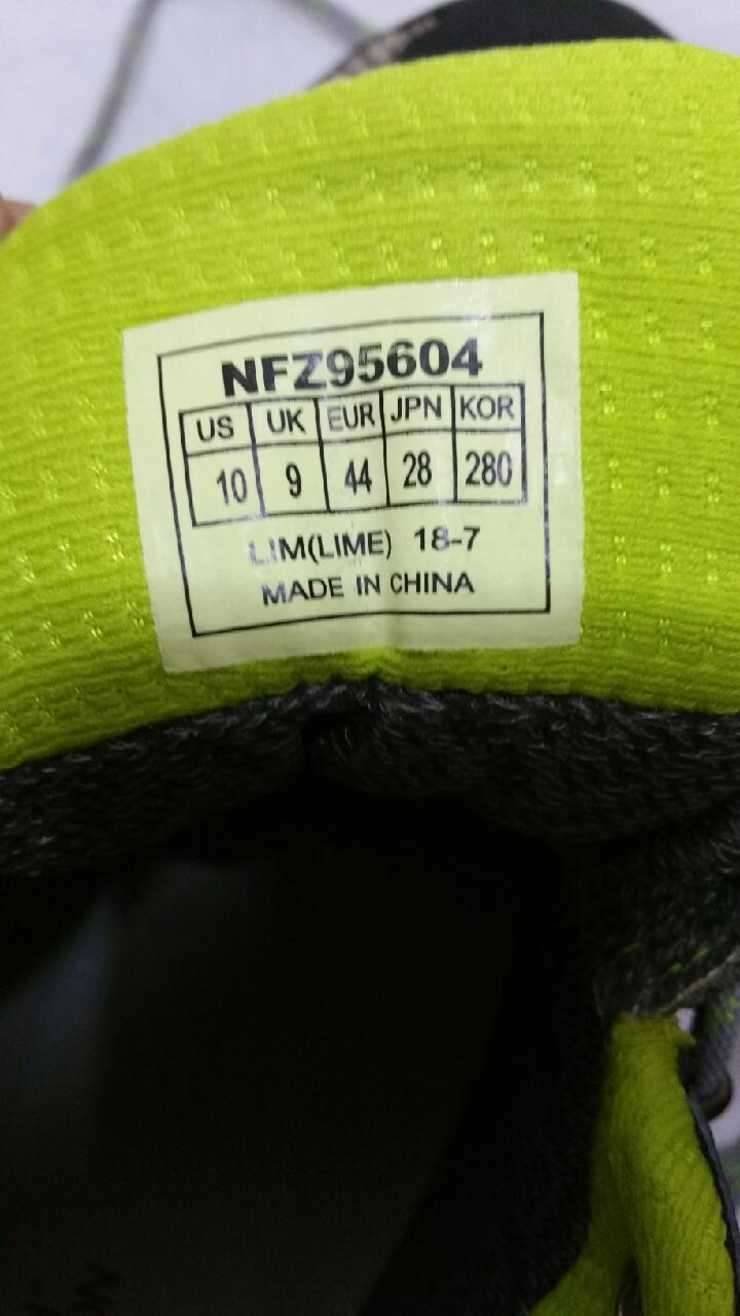 NFZ95604
US UK EUR JPN KOR
10 9 44 28 280
LIM(LIME) 18-7
MADE IN CHINA